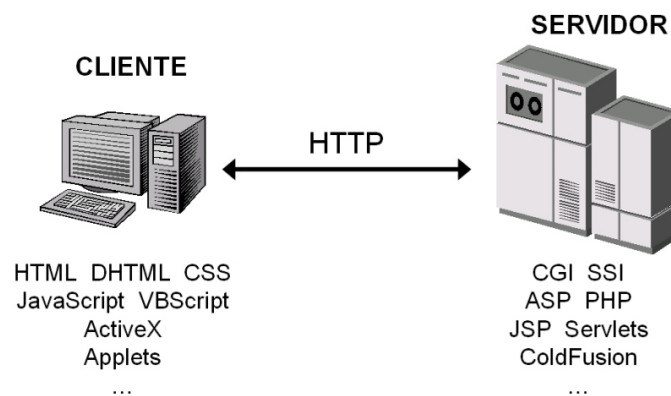 SERVIDOR
CLIENTE
HTTP
HTML DHTML CSS
JavaScript VBScript
ActiveX
Applets
...
CGI SSI
ASP PHP
JSP Servlets
ColdFusion
...